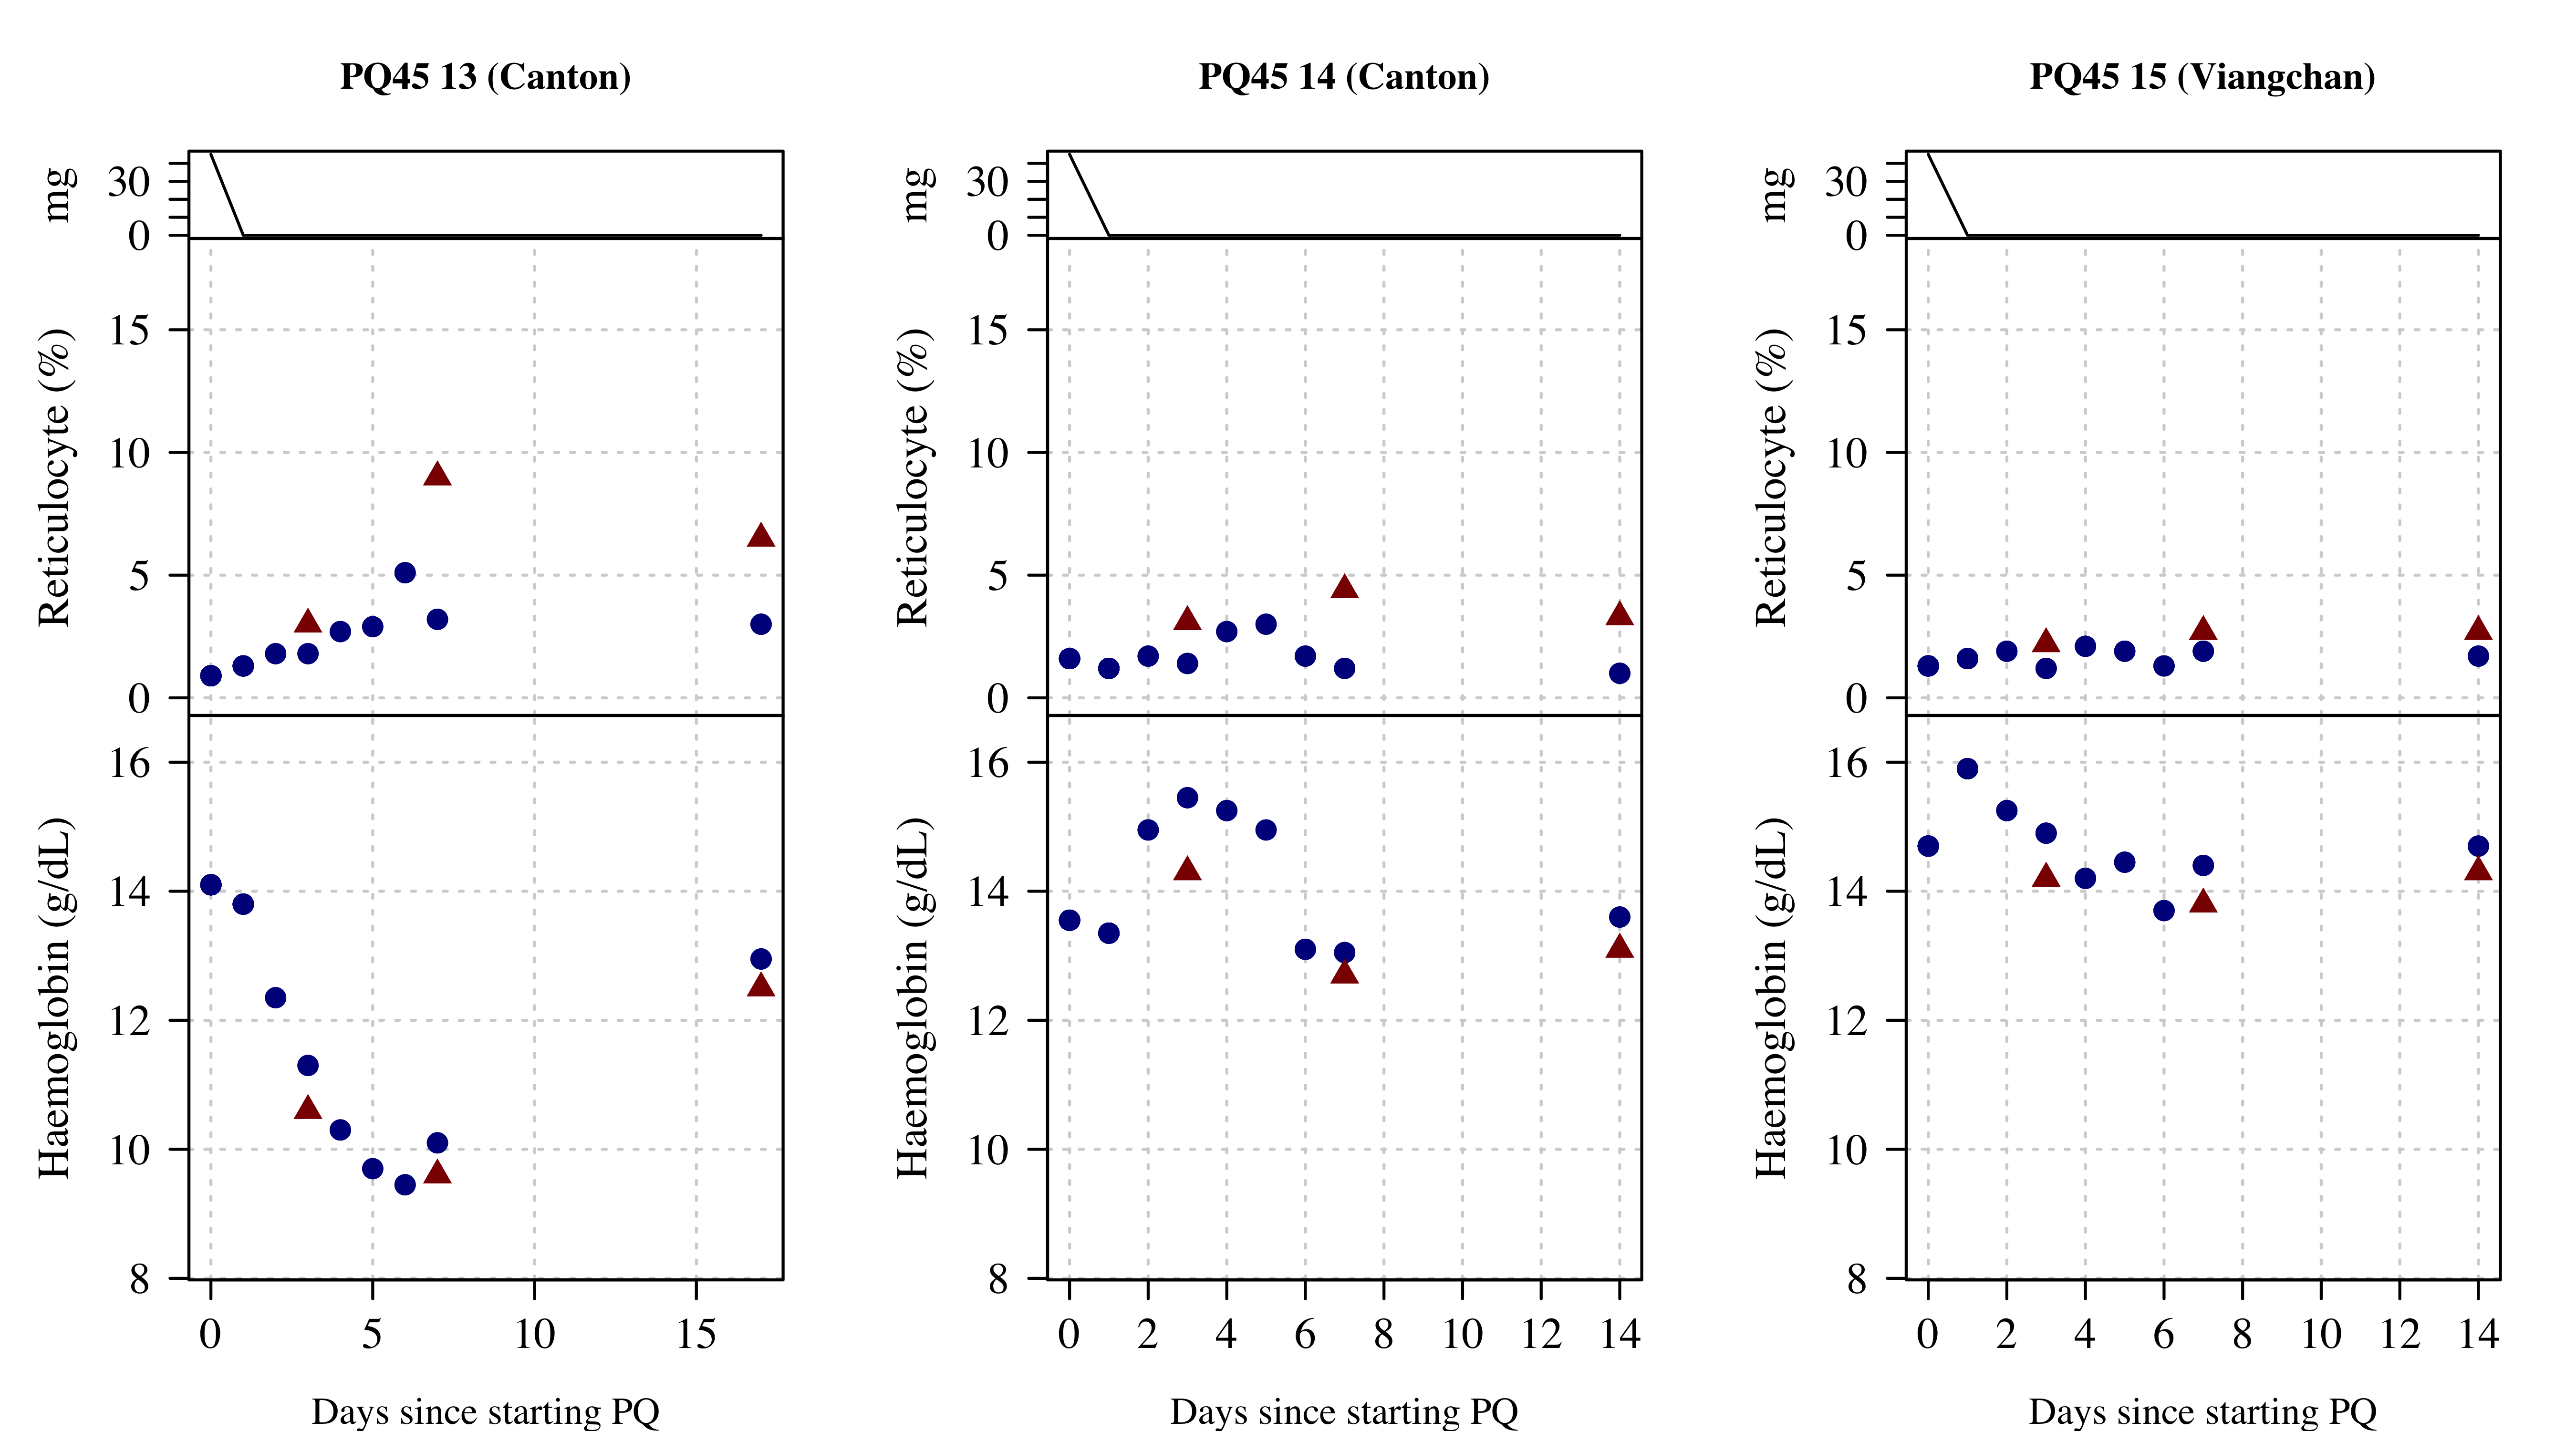 PQ45 13 (Canton)
mg
30
0
Reticulocyte (%)
15
10
5
0
Haemoglobin (g/dL)
16
14
12
10
8
0 5 10 15
Days since starting PQ
PQ45 14 (Canton)
mg
30
0
Reticulocyte (%)
15
10
5
0
Haemoglobin (g/dL)
16
14
12
10
8
0 2 4 6 8 10 12 14
Days since starting PQ
PQ45 15 (Viangchan)
mg
30
0
Reticulocyte (%)
15
10
5
0
Haemoglobin (g/dL)
16
14
12
10
8
0 2 4 6 8 10 12 14
Days since starting PQ